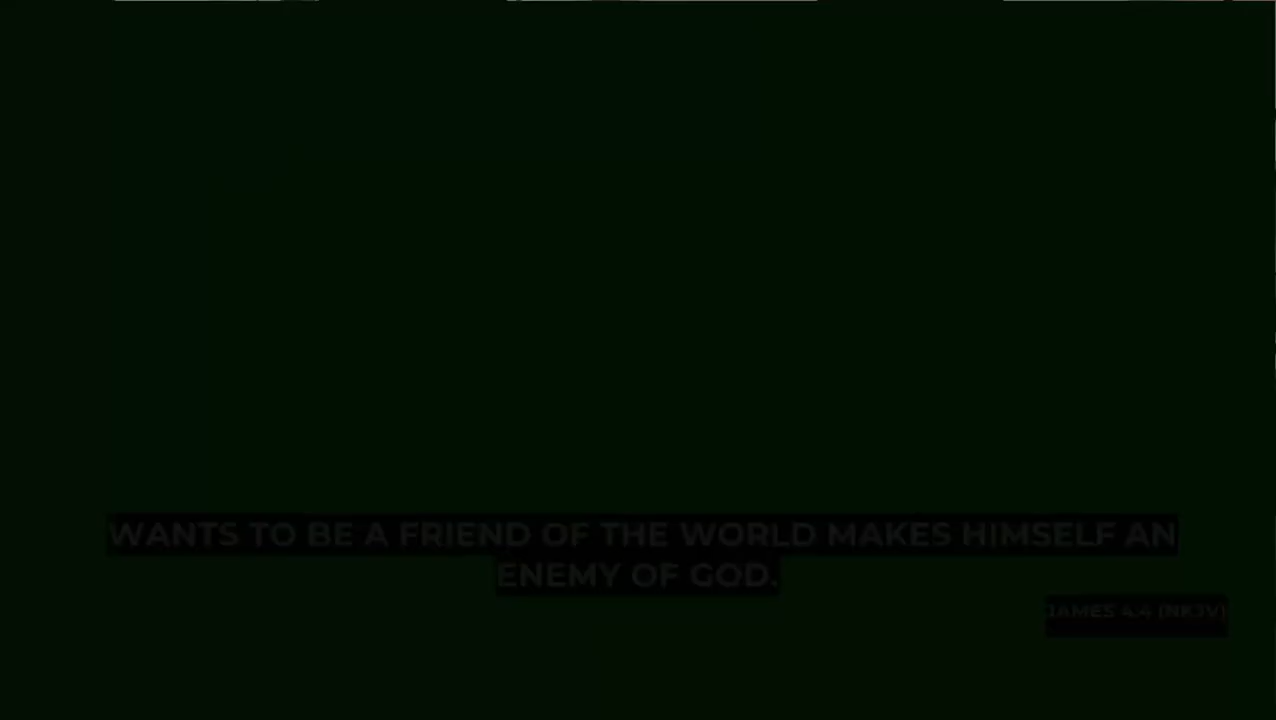 WANTS TO BE A FRIEND OF THE WORLD MAKES HIMSELF AN
ENEMY OF GOD.
JAMES 4:4 (NKJV)